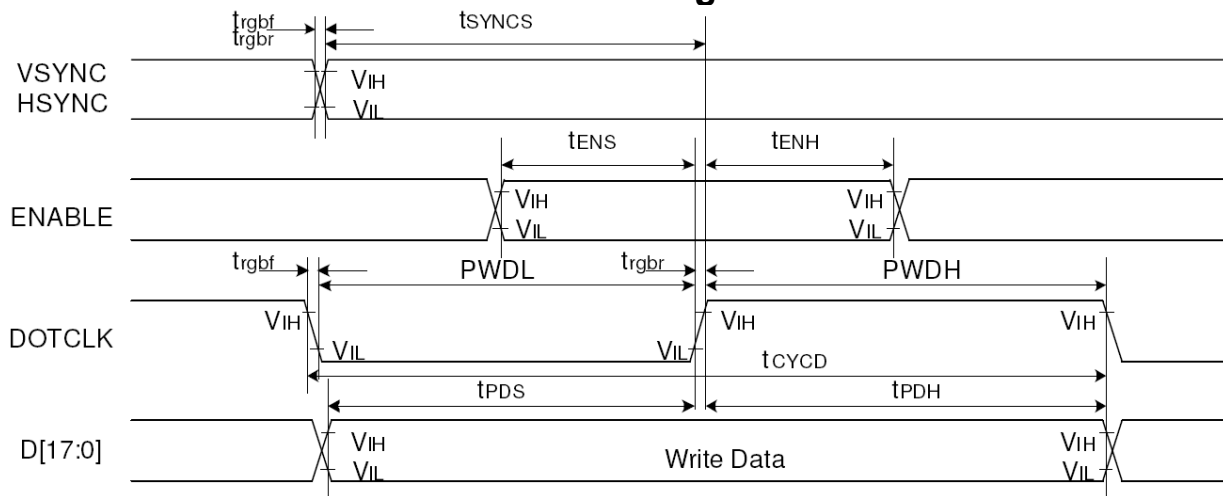 trgbf
tSYNCS
trgbr
VSYNC
HSYNC
VIH
VIL
tENS
tENH
ENABLE
VIH
VIL
VIH
VIL
trgbf
PWDL
trgbr
PWDH
DOTCLK
VIH
VIL
VIL
VIH
VIH
tCYCD
tPDS
tPDH
D[17:0]
VIH
VIL
Write Data
VIH
VIL